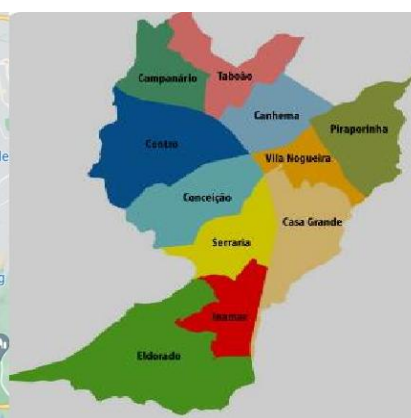 Campanário
Taboão
Canhema
Piraporinha
Centro
Vila Nogueira
Conceição
Casa Grande
Serraria
Inamar
Eldorado